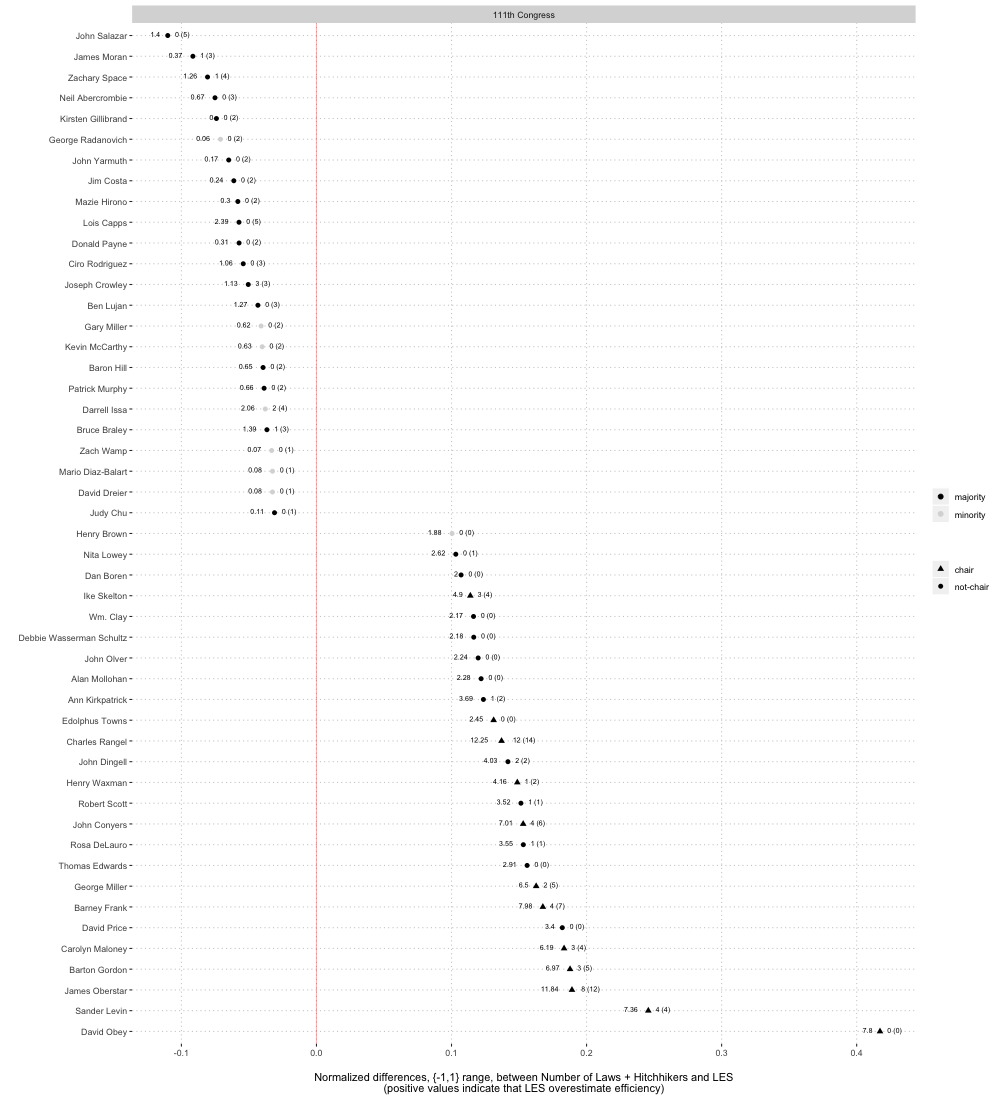 111th Congress
John Salazar 1.4 0 (5)
James Moran 0.37 1 (3)
Zachary Space 1.26 1 (4)
Neil Abercrombie 0.67 0 (3)
Kirsten Gillibrand 0 0 (2)
George Radanovich 0.06 0 (2)
John Yarmuth 0.17 0 (2)
Jim Costa 0.24 0 (2)
Mazie Hirono 0.3 0 (2)
Lois Capps 2.39 0 (5)
Donald Payne 0.31 0 (2)
Ciro Rodriguez 1.06 0 (3)
Joseph Crowley 1.13 3 (3)
Ben Lujan 1.27 0 (3)
Gary Miller 0.62 0 (2)
Kevin McCarthy 0.63 0 (2)
Baron Hill 0.65 0 (2)
Patrick Murphy 0.66 0 (2)
Darrell Issa 2.06 2 (4)
Bruce Braley 1.39 1 (3)
Zach Wamp 0.07 0 (1)
Mario Diaz-Balart 0.08 0 (1)
David Dreier 0.08 0 (1)
Judy Chu 0.11 0 (1)
Henry Brown 1.88 0 (0)
Nita Lowey 2.62 0 (1)
Dan Boren 2 0 (0)
Ike Skelton 4.9 3 (4)
Wm. Clay 2.17 0 (0)
Debbie Wasserman Schultz 2.18 0 (0)
John Olver 2.24 0 (0)
Alan Mollohan 2.28 0 (0)
Ann Kirkpatrick 3.69 1 (2)
Edolphus Towns 2.45 0 (0)
Charles Rangel 12.25 12 (14)
John Dingell 4.03 2 (2)
Henry Waxman 4.16 1 (2)
Robert Scott 3.52 1 (1)
John Conyers 7.01 4 (6)
Rosa DeLauro 3.55 1 (1)
Thomas Edwards 2.91 0 (0)
George Miller 6.5 2 (5)
Barney Frank 7.98 4 (7)
David Price 3.4 0 (0)
Carolyn Maloney 6.19 3 (4)
Barton Gordon 6.97 3 (5)
James Oberstar 11.84 8 (12)
Sander Levin 7.36 4 (4)
David Obey 7.8 0 (0)
-0.1 0.0 0.1 0.2 0.3 0.4
Normalized differences, {-1,1} range, between Number of Laws + Hitchhikers and LES
(positive values indicate that LES overestimate efficiency)
majority
minority
chair
not-chair